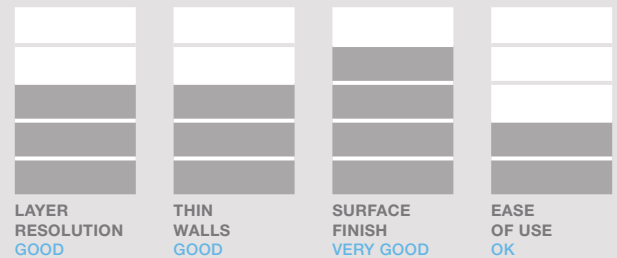 LAYER
RESOLUTION
GOOD
THIN
WALLS
GOOD
SURFACE
FINISH
VERY GOOD
EASE
OF USE
OK